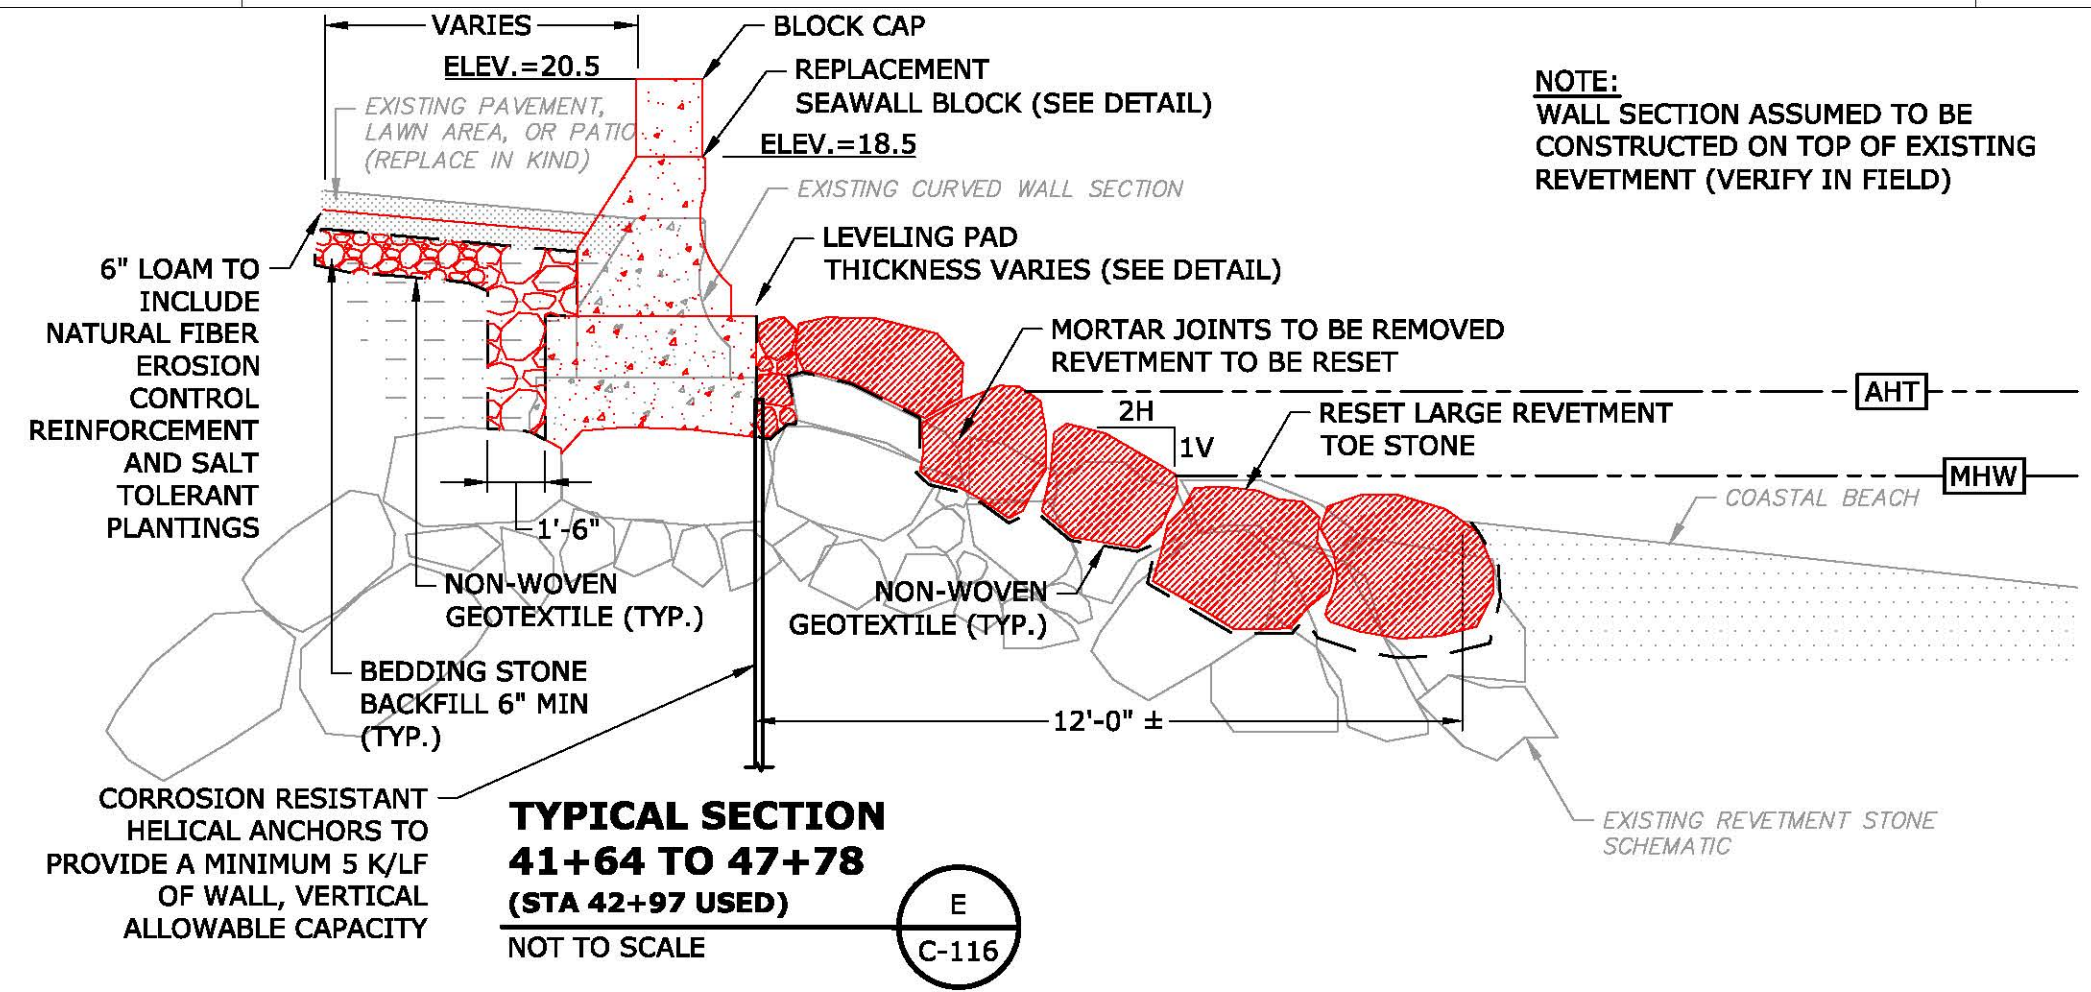 VARIES
BLOCK CAP
ELEV.=20.5
REPLACEMENT
SEAWALL BLOCK (SEE DETAIL)
NOTE:
WALL SECTION ASSUMED TO BE
CONSTRUCTED ON TOP OF EXISTING
REVETMENT (VERIFY IN FIELD)
EXISTING PAVEMENT,
LAWN AREA, OR PATIO
(REPLACE IN KIND)
ELEV.=18.5
EXISTING CURVED WALL SECTION
LEVELING PAD
THICKNESS VARIES (SEE DETAIL)
6" LOAM TO
INCLUDE
NATURAL FIBER
EROSION
CONTROL
REINFORCEMENT
AND SALT
TOLERANT
PLANTINGS
MORTAR JOINTS TO BE REMOVED
REVETMENT TO BE RESET
AHT
2H
1V
RESET LARGE REVETMENT
TOE STONE
MHW
COASTAL BEACH
1'-6"
NON-WOVEN
GEOTEXTILE (TYP.)
NON-WOVEN
GEOTEXTILE (TYP.)
BEDDING STONE
BACKFILL 6" MIN
(TYP.)
12'-0" ±
CORROSION RESISTANT
HELICAL ANCHORS TO
PROVIDE A MINIMUM 5 K/LF
OF WALL, VERTICAL
ALLOWABLE CAPACITY
EXISTING REVETMENT STONE
SCHEMATIC
TYPICAL SECTION
41+64 TO 47+78
(STA 42+97 USED)
NOT TO SCALE
E
C-116